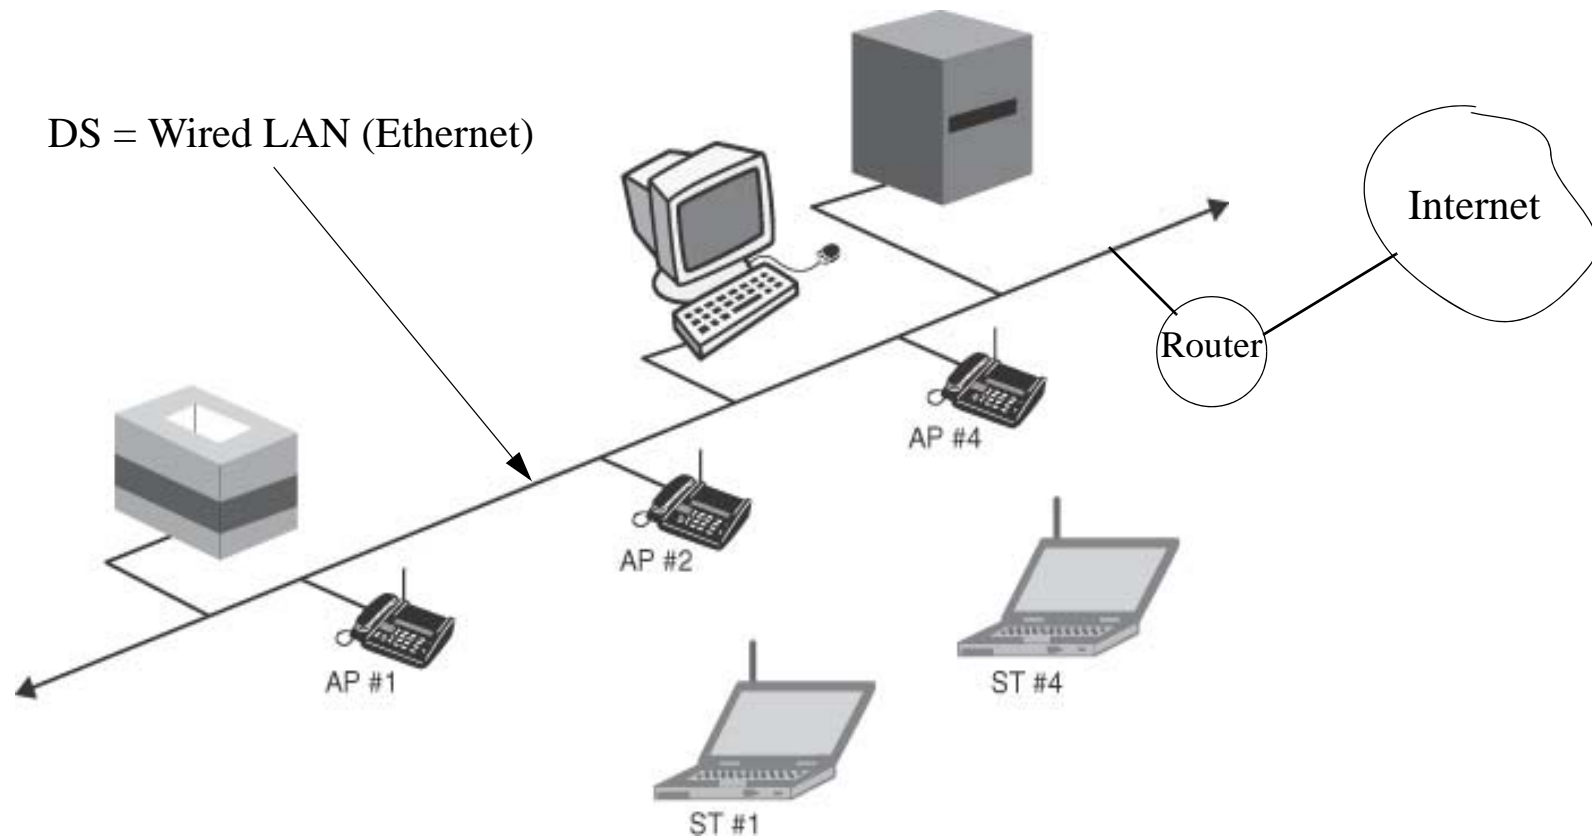 DS = Wired LAN (Ethernet)
Internet
Router
AP #4
AP #2
AP #1
ST #4
ST #1